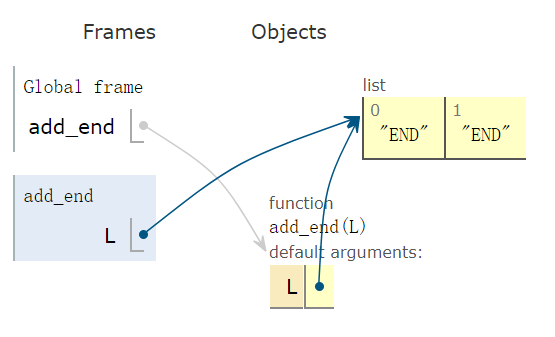 Frames Objects
Global frame
add_end
list
0 1
"END" "END"
add_end
L
function
add_end(L)
default arguments:
L